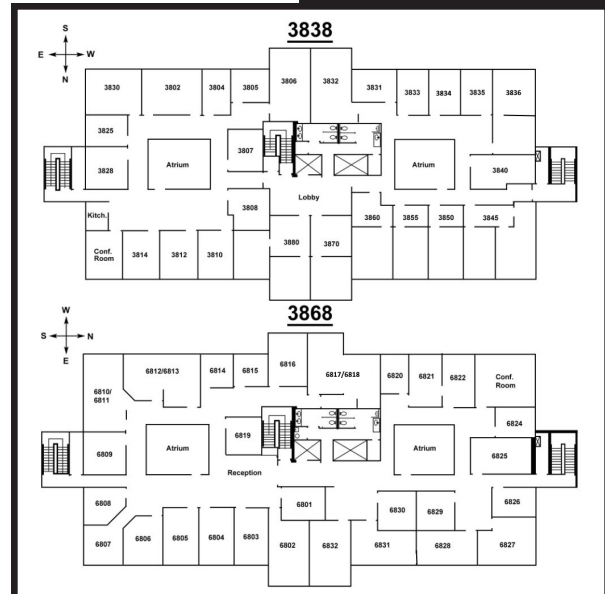 3838
S
E W
N
3830 3802 3804 3805 3806 3832 3831 3833 3834 3835 3836
3825
3807
Atrium Atrium
3828 3840
Lobby
Kitch. 3808 3860 3855 3850 3845
Conf.
Room 3814 3812 3810 3880 3870
3868
W
S N
E
6812/6813 6814 6815 6816 6817/6818 6820 6821 6822 Conf.
Room
6810/
6811
6824
6819
Atrium Atrium
6809 6825
Reception
6808 6801 6830 6829 6826
6807 6806 6805 6804 6803 6802 6832 6831 6828 6827